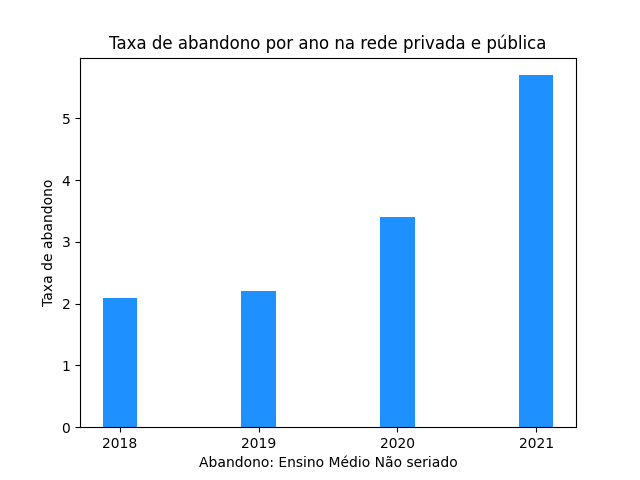 Taxa de abandono por ano na rede privada e pública
Taxa de abandono
5
4
3
2
1
0
2018 2019 2020 2021
Abandono: Ensino Médio Não seriado